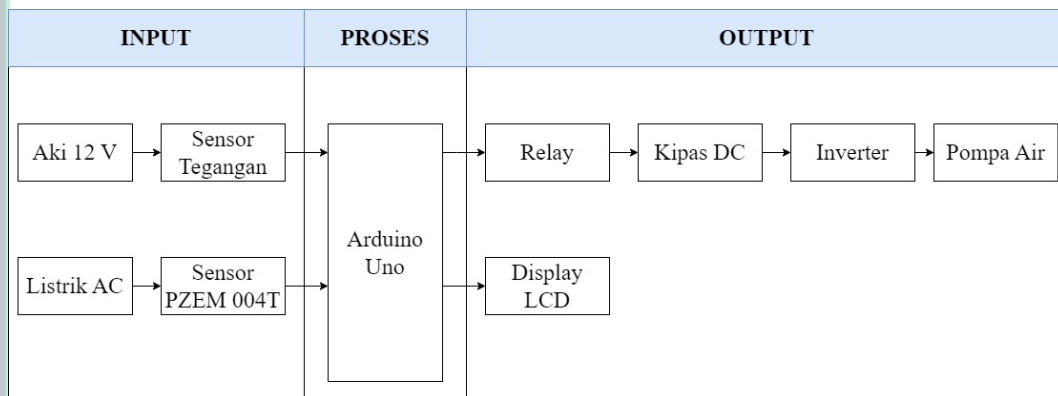 INPUT
PROSES
OUTPUT
Aki 12 V
Sensor
Tegangan
Relay
Kipas DC
Inverter
Pompa Air
Arduino
Uno
Listrik AC
Sensor
PZEM 004T
Display
LCD